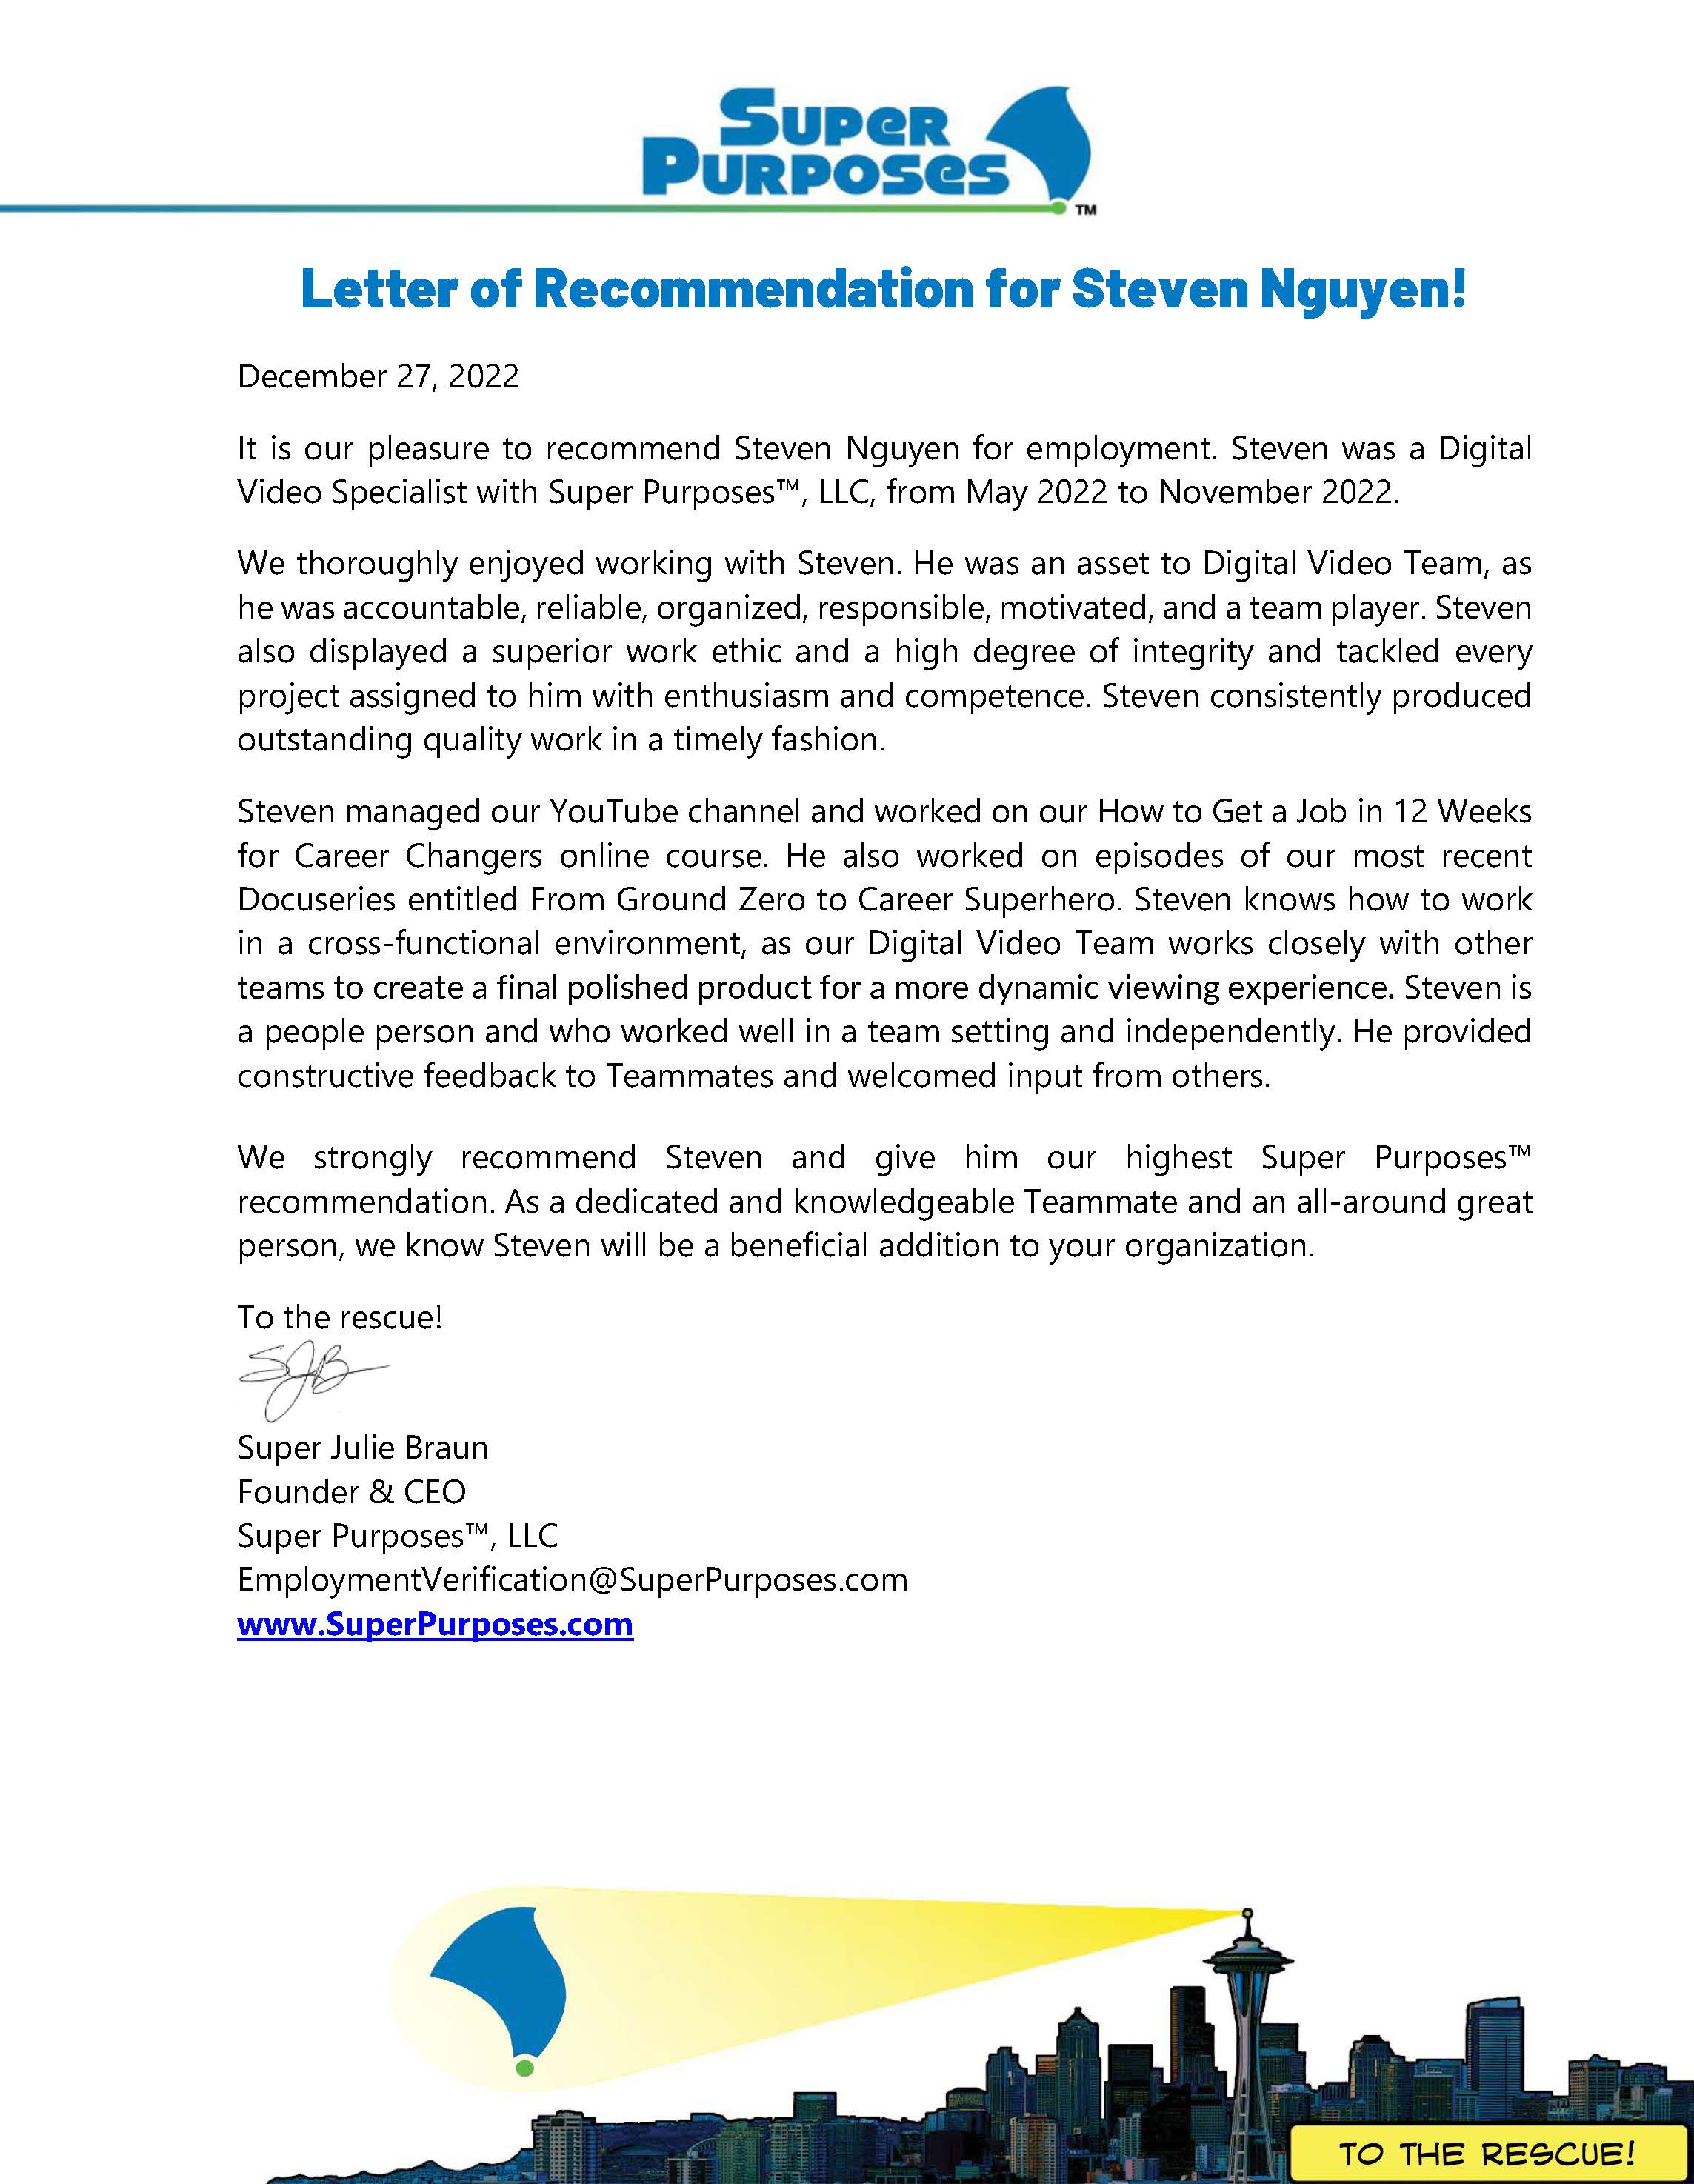 SUPER
PURPOSES
TM
Letter of Recommendation for Steven Nguyen!
December 27, 2022
It is our pleasure to recommend Steven Nguyen for employment. Steven was a Digital
Video Specialist with Super Purposes™, LLC, from May 2022 to November 2022.
We thoroughly enjoyed working with Steven. He was an asset to Digital Video Team, as
he was accountable, reliable, organized, responsible, motivated, and a team player. Steven
also displayed a superior work ethic and a high degree of integrity and tackled every
project assigned to him with enthusiasm and competence. Steven consistently produced
outstanding quality work in a timely fashion.
Steven managed our YouTube channel and worked on our How to Get a Job in 12 Weeks
for Career Changers online course. He also worked on episodes of our most recent
Docuseries entitled From Ground Zero to Career Superhero. Steven knows how to work
in a cross-functional environment, as our Digital Video Team works closely with other
teams to create a final polished product for a more dynamic viewing experience. Steven is
a people person and who worked well in a team setting and independently. He provided
constructive feedback to Teammates and welcomed input from others.
We strongly recommend Steven and give him our highest Super Purposes™
recommendation. As a dedicated and knowledgeable Teammate and an all-around great
person, we know Steven will be a beneficial addition to your organization.
To the rescue!
SJB
Super Julie Braun
Founder & CEO
Super Purposes™, LLC
EmploymentVerification@SuperPurposes.com
www.SuperPurposes.com
TO THE RESCUE!